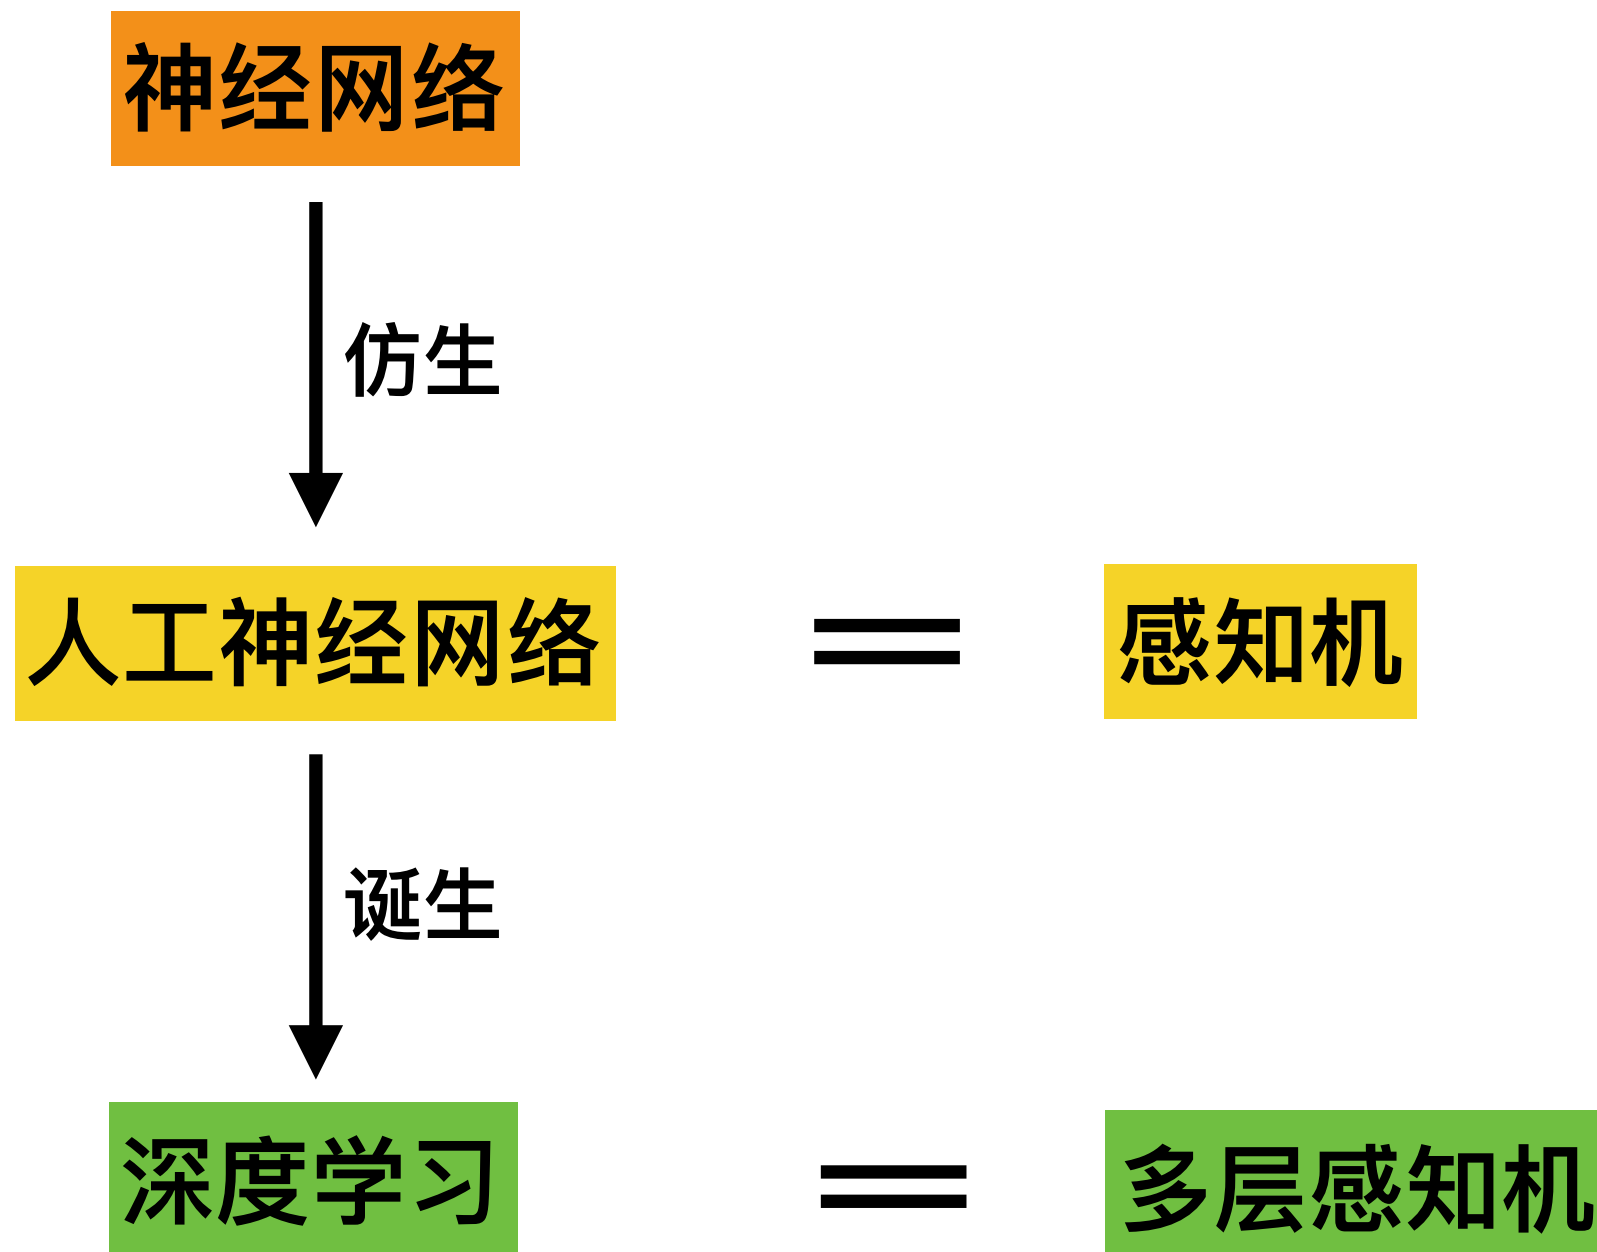 神经网络
仿生
人工神经网络
感知机
诞生
深度学习
多层感知机